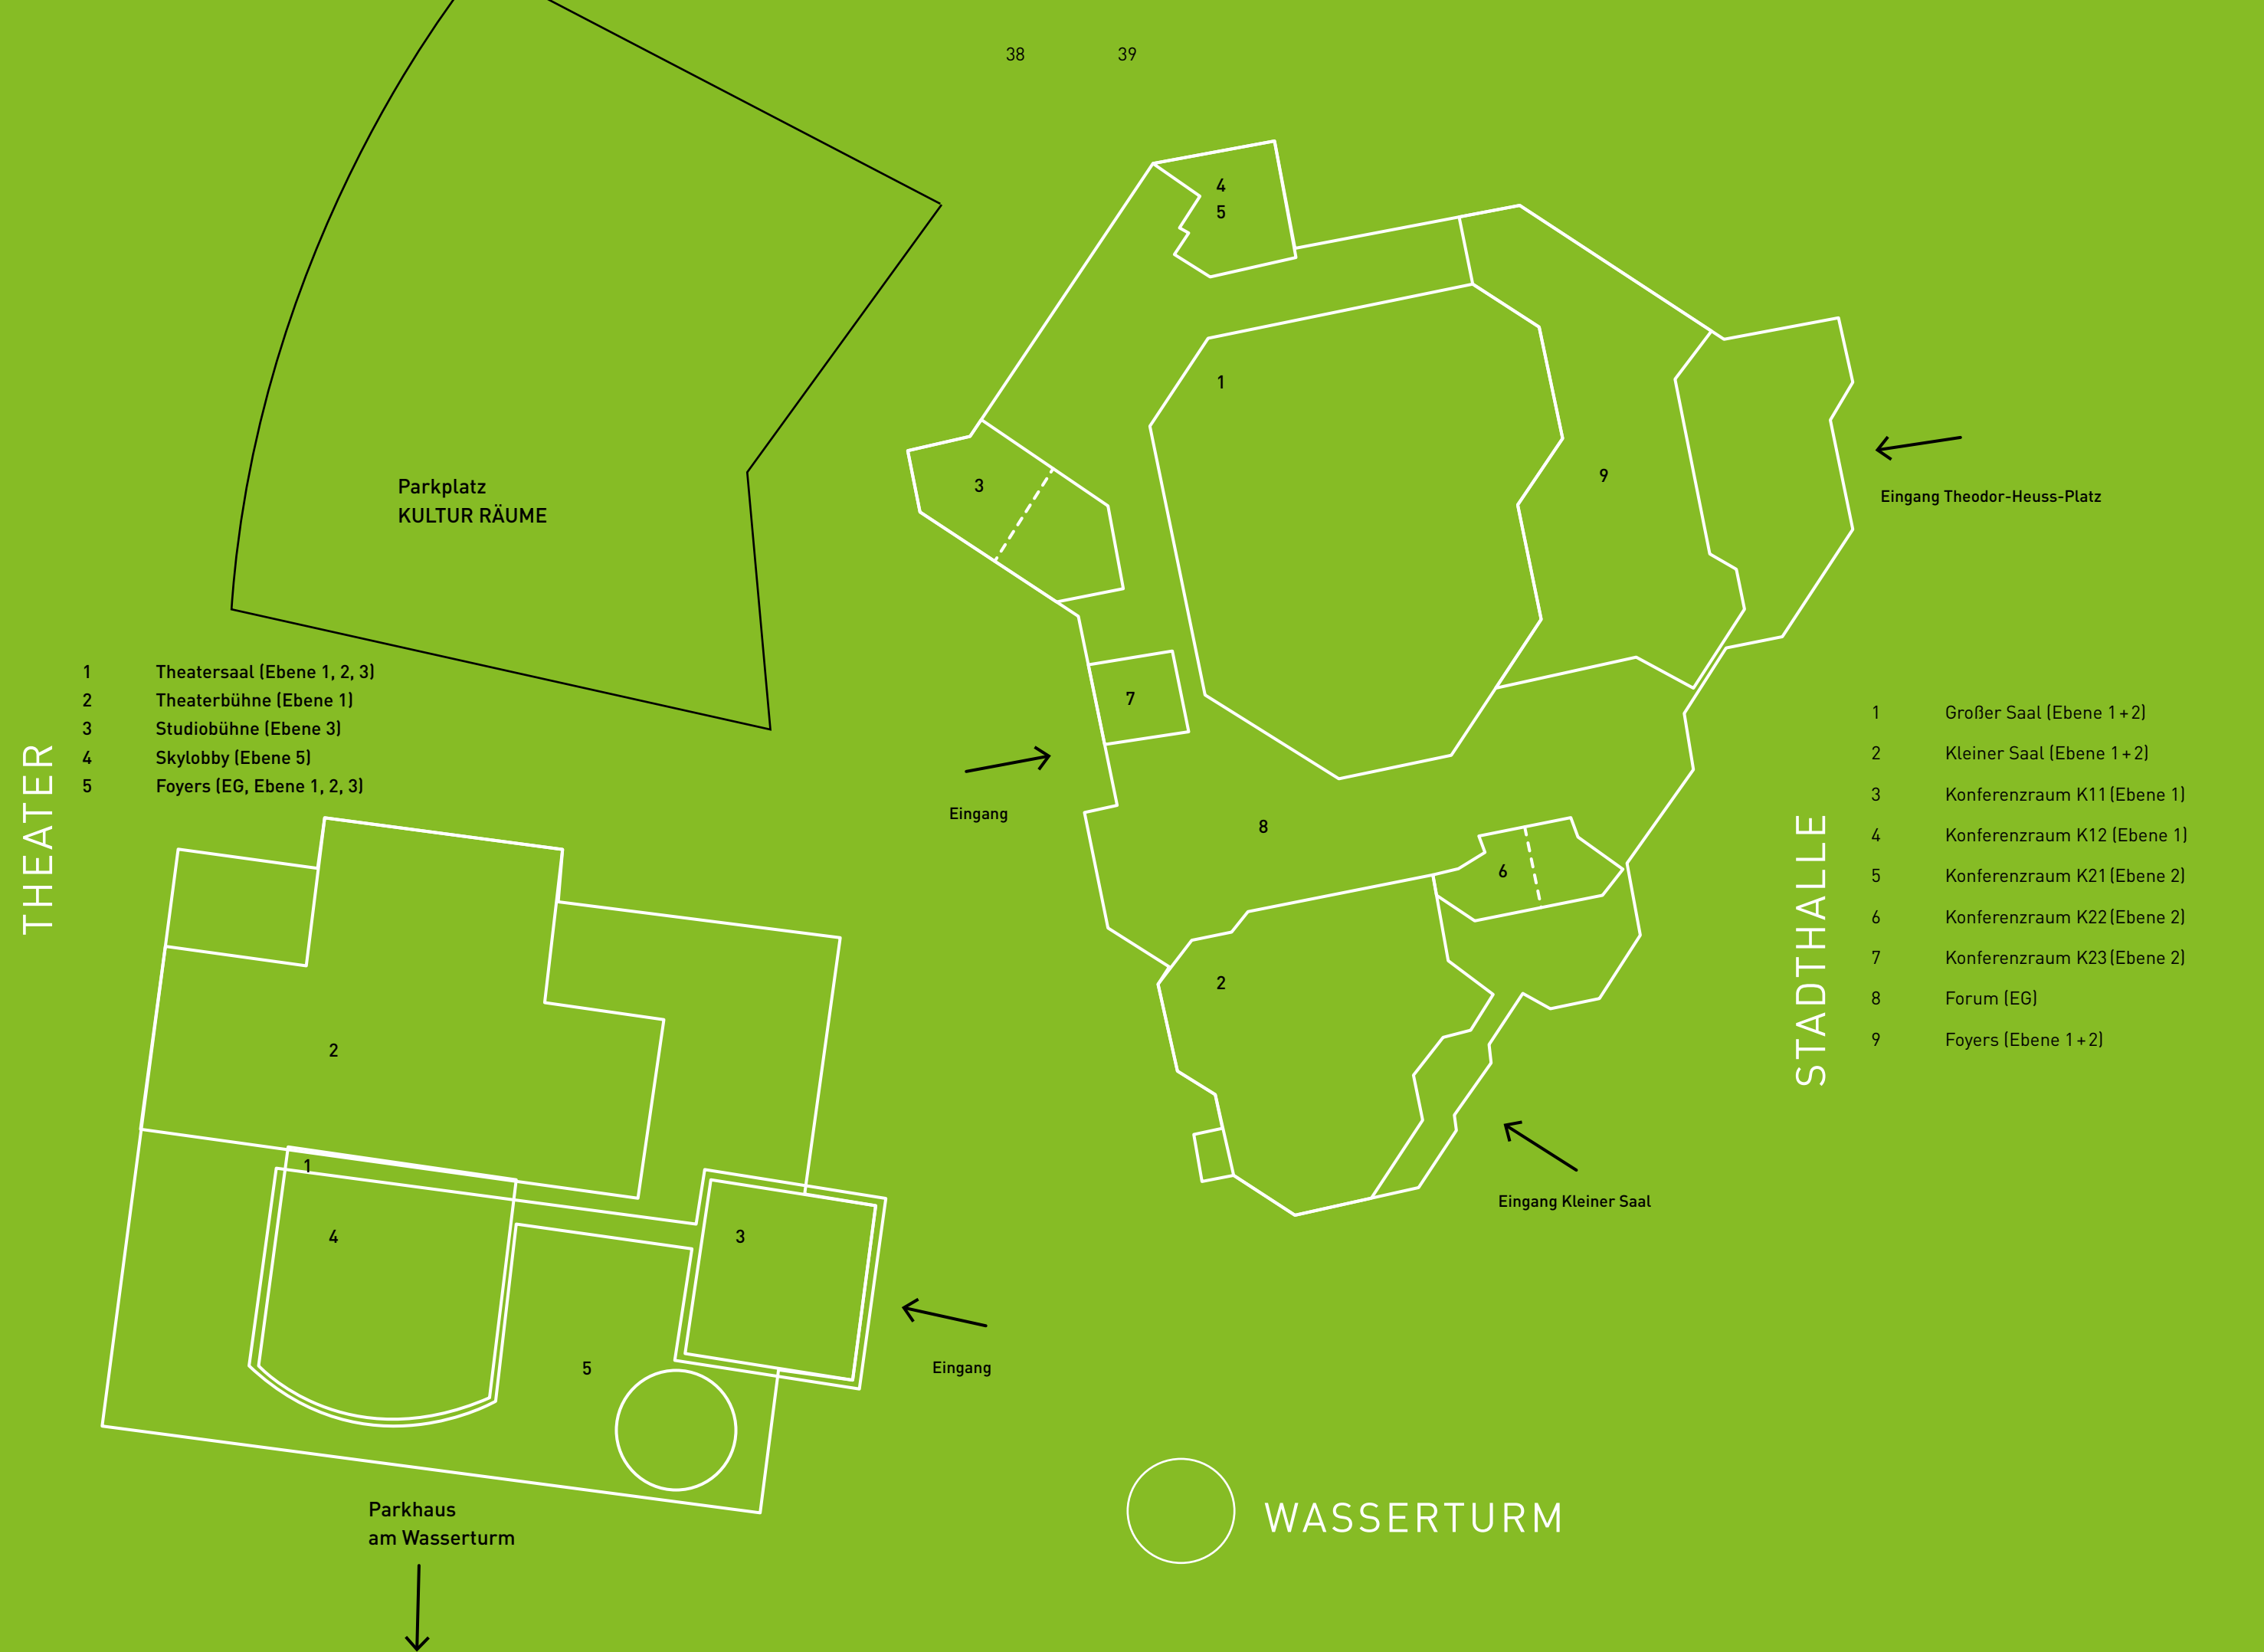 38 39
Parkplatz
KULTUR RÄUME
THEATER
1 Theatersaal (Ebene 1, 2, 3)
2 Theaterbühne (Ebene 1)
3 Studiobühne (Ebene 3)
4 Skylobby (Ebene 5)
5 Foyers (EG, Ebene 1, 2, 3)
2
1
4
3
5
Eingang
Parkhaus
am Wasserturm
4
5
1
3
9
7
8
6
2
Eingang
Eingang Theodor-Heuss-Platz
Eingang Kleiner Saal
STADTHALLE
1 Großer Saal (Ebene 1 + 2)
2 Kleiner Saal (Ebene 1 + 2)
3 Konferenzraum K11 (Ebene 1)
4 Konferenzraum K12 (Ebene 1)
5 Konferenzraum K21 (Ebene 2)
6 Konferenzraum K22 (Ebene 2)
7 Konferenzraum K23 (Ebene 2)
8 Forum (EG)
9 Foyers (Ebene 1 + 2)
WASSERTURM